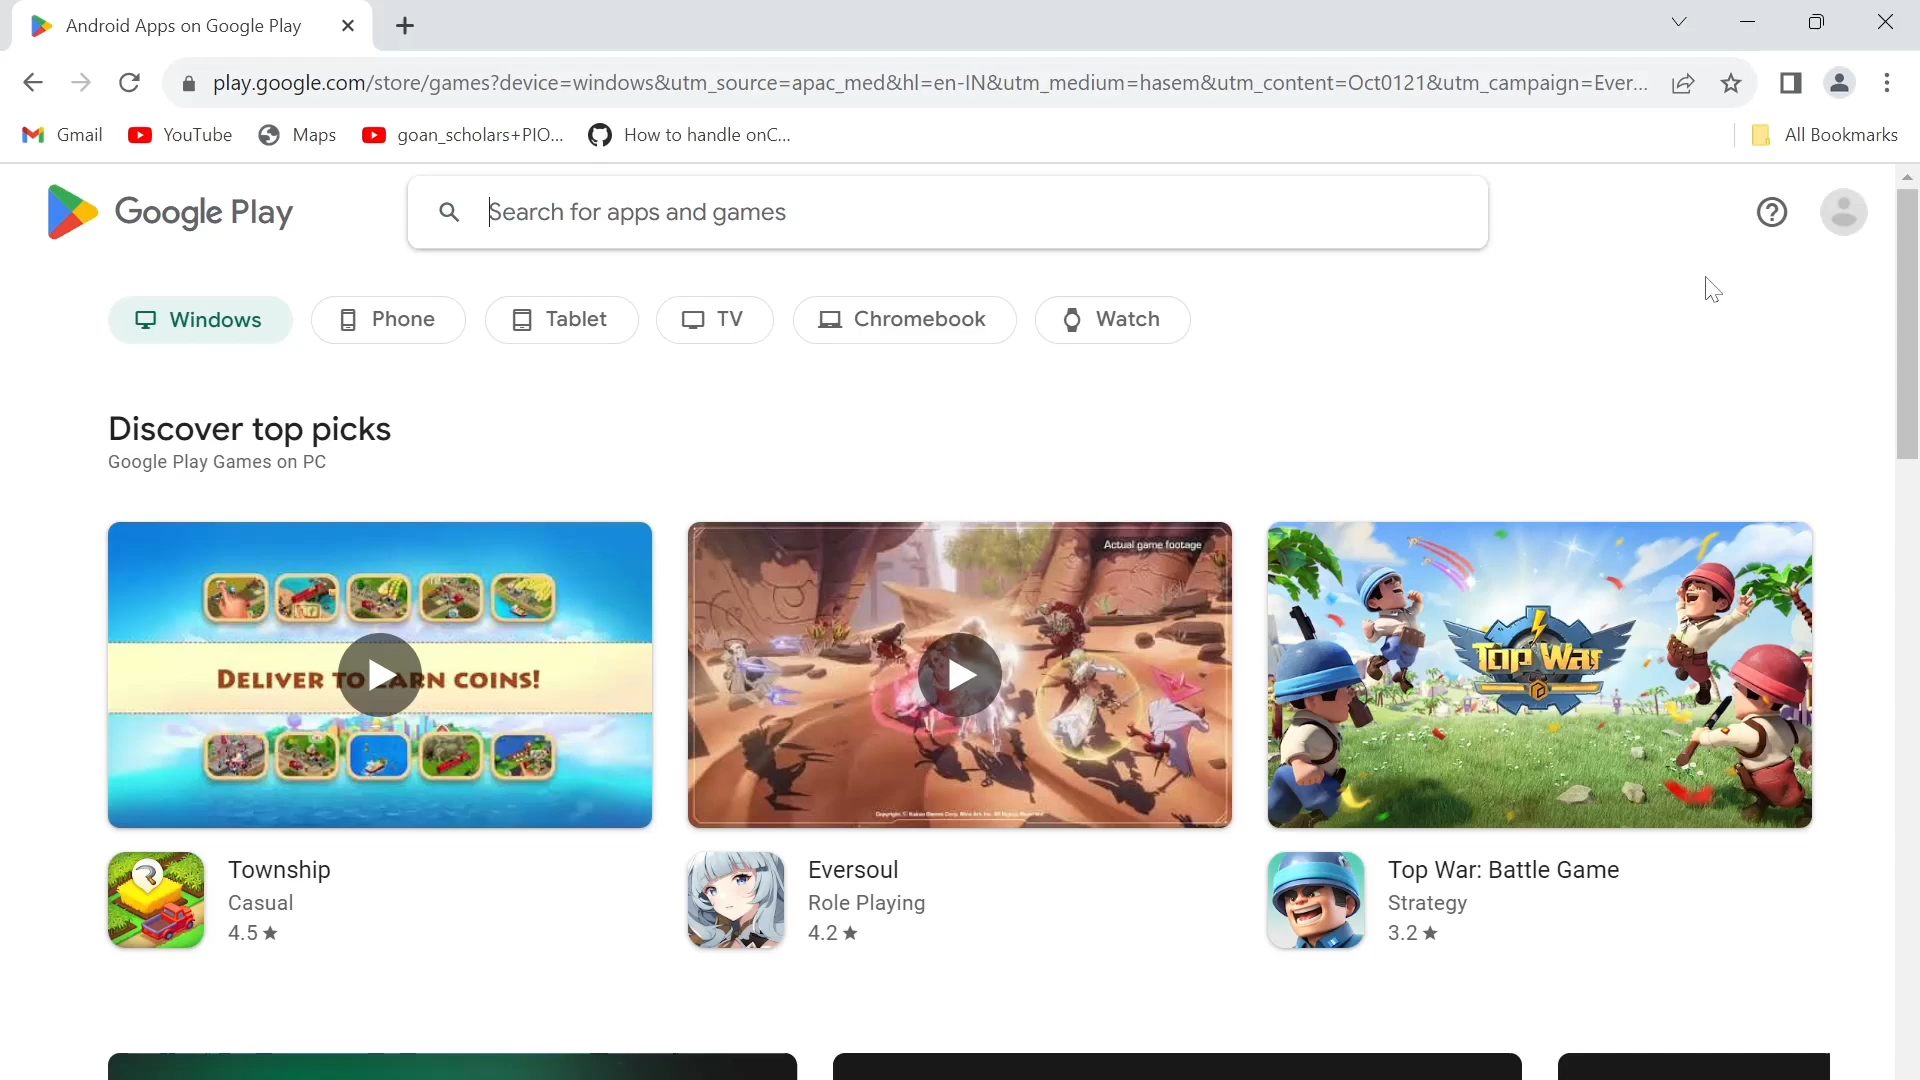 Android Apps on Google Play
play.google.com/store/games?device=windows&utm_source=apac_med&hl=en-IN&utm_medium=hasem&utm_content=Oct0121&utm_campaign=Ever...
Gmail YouTube Maps goan_scholars+PIO... How to handle onC... All Bookmarks
Google Play Search for apps and games
Windows Phone Tablet TV Chromebook Watch
Discover top picks
Google Play Games on PC
Actual game footage
DELIVER TO EARN COINS!
TOP WAR
Township
Casual
4.5★
Eversoul
Role Playing
4.2★
Top War: Battle Game
Strategy
3.2★